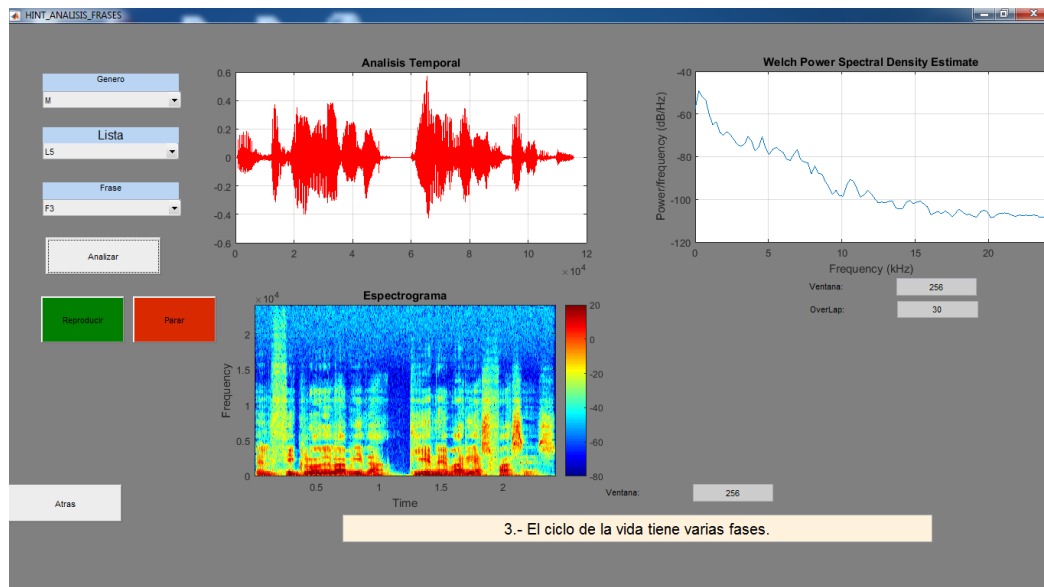 HINT_ANALISIS_FRASES
Genero
M
Lista
L5
Frase
F3
Analizar
Reproducir
Parar
Atras
Analisis Temporal
0.6
0.4
0.2
0
-0.2
-0.4
-0.6
0 2 4 6 8 10 12
×10^4
Welch Power Spectral Density Estimate
Power/frequency (dB/Hz)
-40
-60
-80
-100
-120
0 5 10 15 20
Frequency (kHz)
Ventana: 256
OverLap: 30
Espectrograma
×10^4
Frequency
2
1.5
1
0.5
0
0.5 1 1.5 2
Time
20
0
-20
-40
-60
-80
Ventana: 256
3.- El ciclo de la vida tiene varias fases.